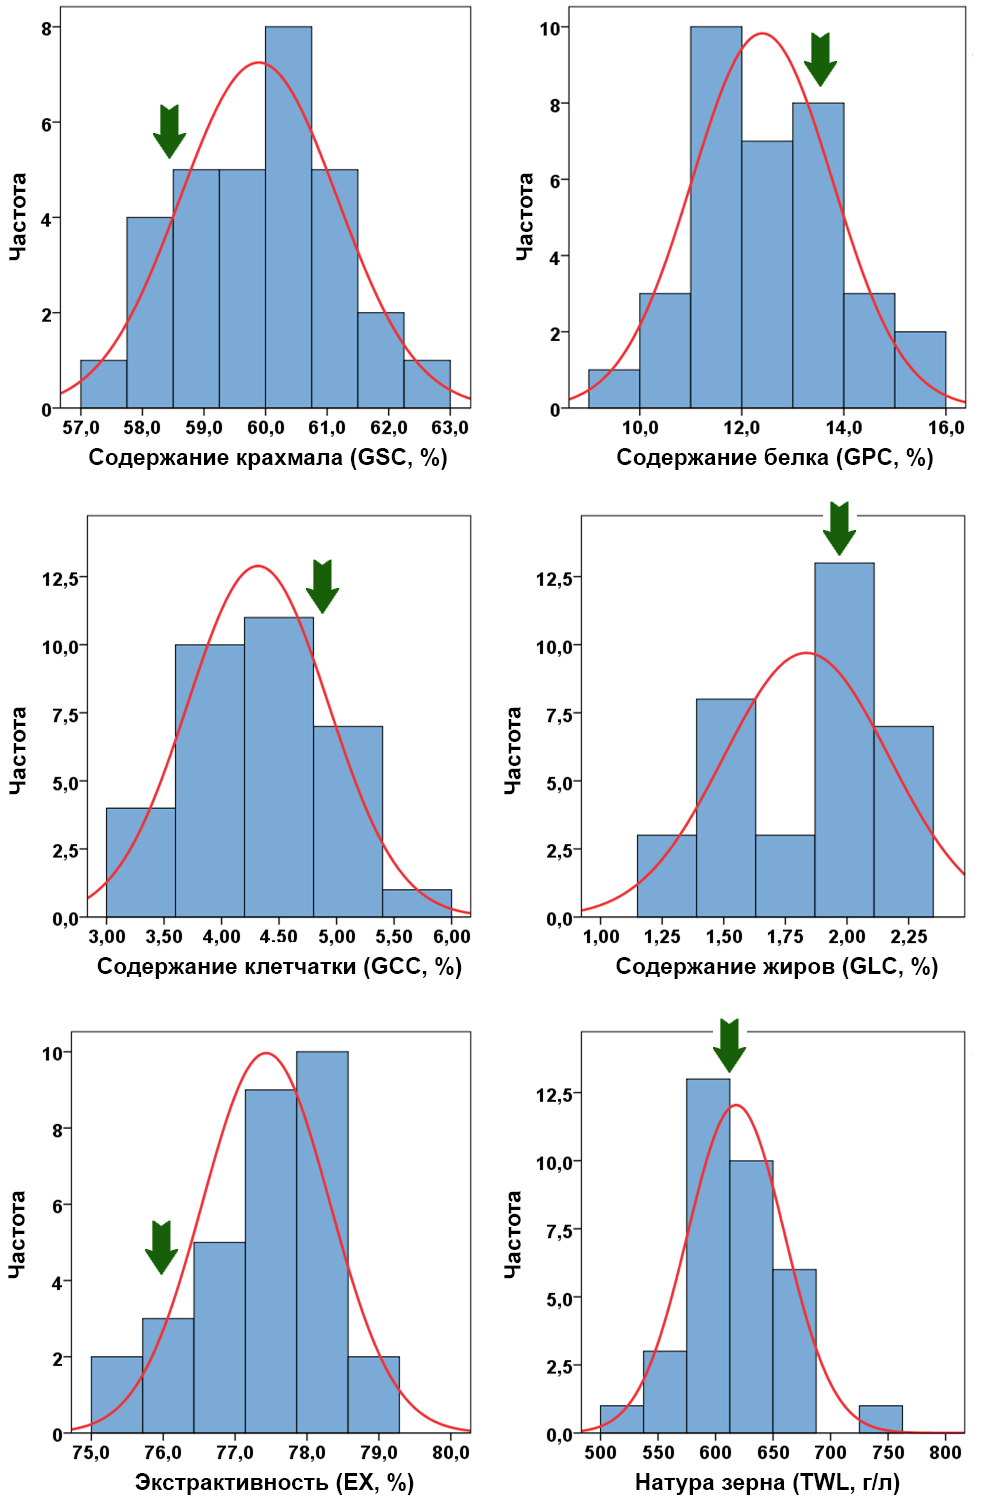 8
6
4
2
0
Частота
57,0 58,0 59,0 60,0 61,0 62,0 63,0
Содержание крахмала (GSC, %)
10
8
6
4
2
0
Частота
10,0 12,0 14,0 16,0
Содержание белка (GPC, %)
12,5
10,0
7,5
5,0
2,5
0,0
Частота
3,00 3,50 4,00 4.50 5,00 5,50 6,00
Содержание клетчатки (GCC, %)
12,5
10,0
7,5
5,0
2,5
0,0
Частота
1,00 1,25 1,50 1,75 2,00 2,25
Содержание жиров (GLC, %)
10
8
6
4
2
0
Частота
75,0 76,0 77,0 78,0 79,0 80,0
Экстрактивность (EX, %)
12,5
10,0
7,5
5,0
2,5
0,0
Частота
500 550 600 650 700 750 800
Натура зерна (TWL, г/л)